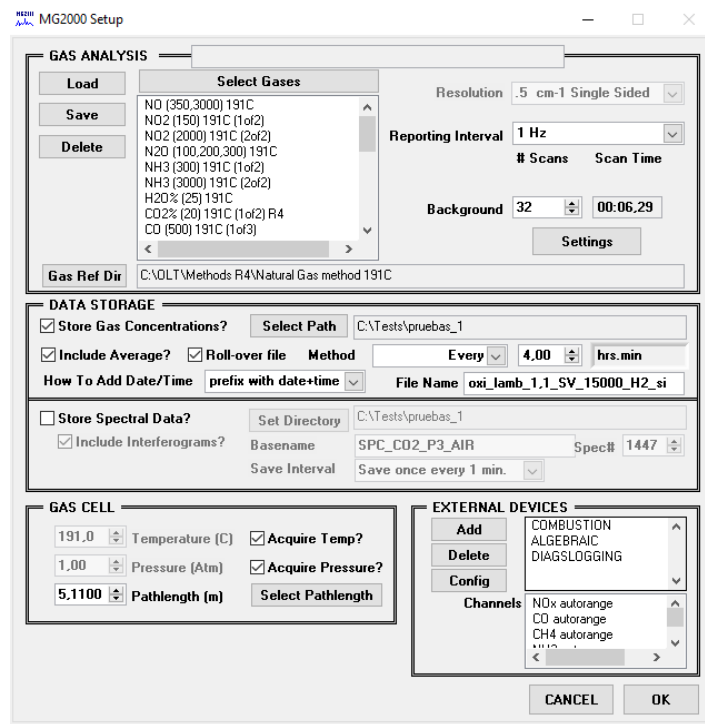 MG2000 Setup
GAS ANALYSIS
Load
Save
Delete
Select Gases
NO (350,3000) 191C
NO2 (150) 191C (1of2)
NO2 (2000) 191C (2of2)
N2O (100,200,300) 191C
NH3 (300) 191C (1of2)
NH3 (3000) 191C (2of2)
H2O% (25) 191C
CO2% (20) 191C (1of2) R4
CO (500) 191C (1of3)
Resolution .5 cm-1 Single Sided
Reporting Interval 1 Hz
# Scans Scan Time
Background 32 00:06,29
Settings
Gas Ref Dir C:\OLT\Methods R4\Natural Gas method 191C
DATA STORAGE
Store Gas Concentrations? Select Path C:\Tests\pruebas_1
Include Average? Roll-over file Method Every 4,00 hrs.min
How To Add Date/Time prefix with date+time File Name oxi_lamb_1,1_SV_15000_H2_si
Store Spectral Data? Set Directory C:\Tests\pruebas_1
Include Interferograms? Basename SPC_CO2_P3_AIR Spec# 1447
Save Interval Save once every 1 min.
GAS CELL
191,0 Temperature (C) Acquire Temp?
1,00 Pressure (Atm) Acquire Pressure?
5,1100 Pathlength (m) Select Pathlength
EXTERNAL DEVICES
Add
Delete
Config
COMBUSTION
ALGEBRAIC
DIAGSLOGGING
Channels
NOx autorange
CO autorange
CH4 autorange
CANCEL OK